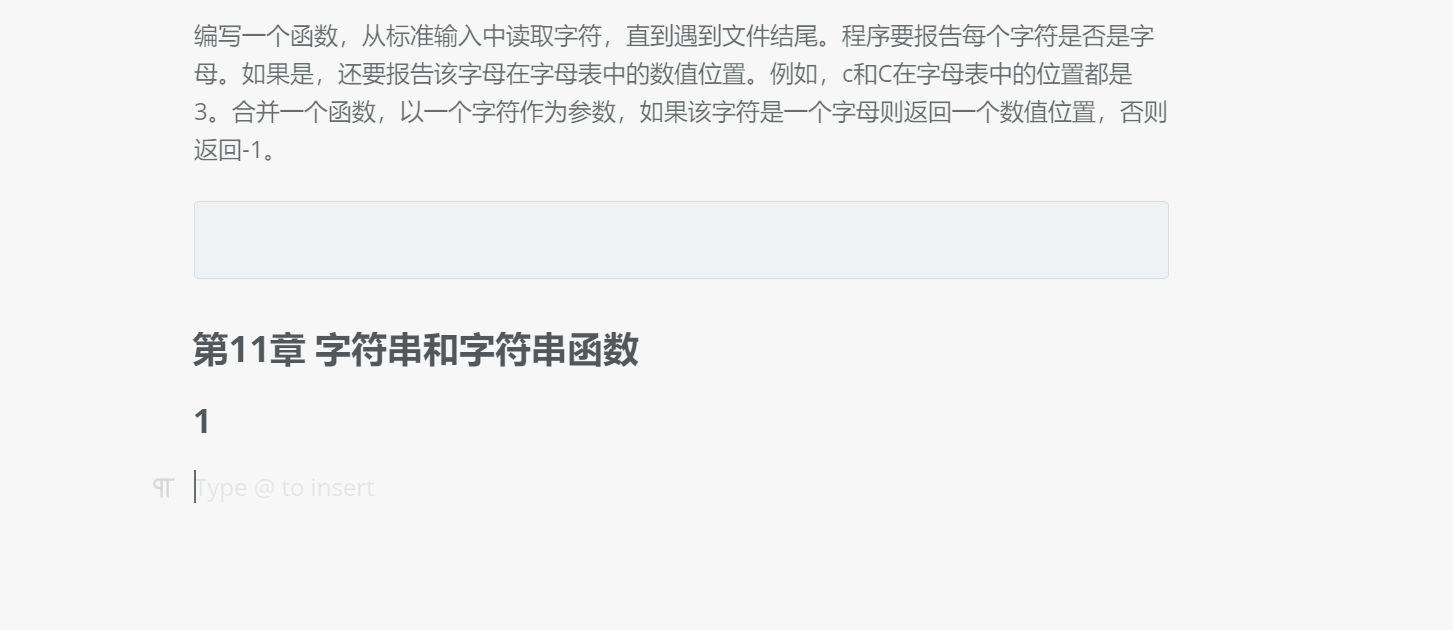 编写一个函数，从标准输入中读取字符，直到遇到文件结尾。程序要报告每个字符是否是字
母。如果是，还要报告该字母在字母表中的数值位置。例如，c和C在字母表中的位置都是
3。合并一个函数，以一个字符作为参数，如果该字符是一个字母则返回一个数值位置，否则
返回-1。
第11章 字符串和字符串函数
1
Type @ to insert